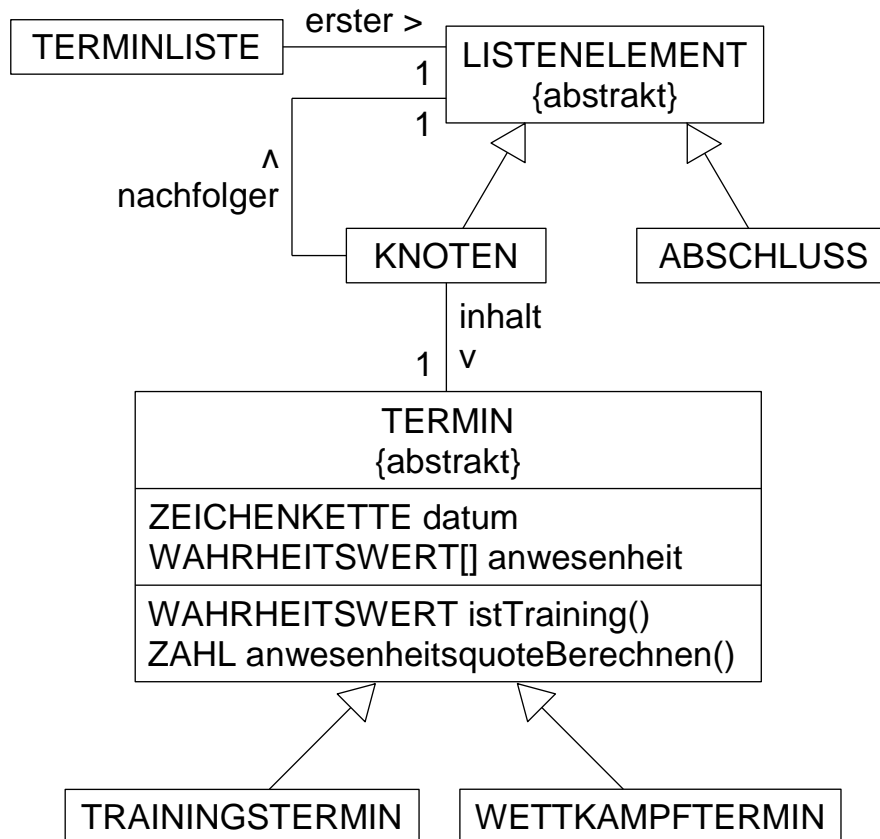 TERMINLISTE
erster >
1
LISTENELEMENT
{abstrakt}
1
∧
nachfolger
KNOTEN
ABSCHLUSS
inhalt
1
v
TERMIN
{abstrakt}
ZEICHENKETTE datum
WAHRHEITSWERT[] anwesenheit
WAHRHEITSWERT istTraining()
ZAHL anwesenheitsquoteBerechnen()
TRAININGSTERMIN
WETTKAMPFTERMIN